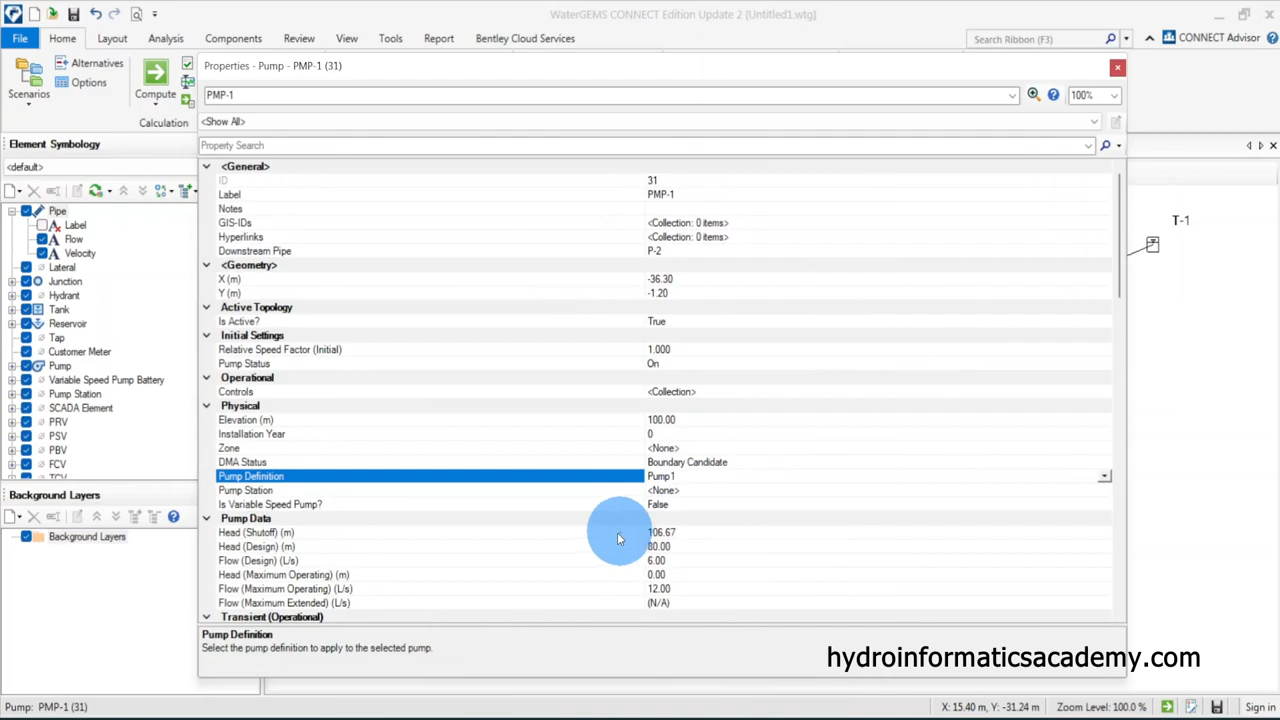 WaterGEMS CONNECT Edition Update 2 [Untitled1.wtg]
File Home Layout Analysis Components Review View Tools Report Bentley Cloud Services
Search Ribbon (F3)
CONNECT Advisor
Scenarios
Alternatives
Options
Compute
Calculation
Properties - Pump - PMP-1 (31)
PMP-1
100%
<Show All>
Property Search
<General>
ID 31
Label PMP-1
Notes
GIS-IDs <Collection: 0 items>
Hyperlinks <Collection: 0 items>
Downstream Pipe P-2
<Geometry>
X (m) -36.30
Y (m) -1.20
Active Topology
Is Active? True
Initial Settings
Relative Speed Factor (Initial) 1.000
Pump Status On
Operational
Controls <Collection>
Physical
Elevation (m) 100.00
Installation Year 0
Zone <None>
DMA Status Boundary Candidate
Pump Definition Pump1
Pump Station <None>
Is Variable Speed Pump? False
Pump Data
Head (Shutoff) (m) 106.67
Head (Design) (m) 80.00
Flow (Design) (L/s) 6.00
Head (Maximum Operating) (m) 0.00
Flow (Maximum Operating) (L/s) 12.00
Flow (Maximum Extended) (L/s) (N/A)
Transient (Operational)
Pump Definition
Select the pump definition to apply to the selected pump.
Element Symbology
<default>
Pipe
Label
Flow
Velocity
Lateral
Junction
Hydrant
Tank
Reservoir
Tap
Customer Meter
Pump
Variable Speed Pump Battery
Pump Station
SCADA Element
PRV
PSV
PBV
FCV
TCV
Background Layers
Background Layers
T-1
hydroinformaticsacademy.com
Pump: PMP-1 (31)
X: 15.40 m, Y: -31.24 m
Zoom Level: 100.0 %
Sign in